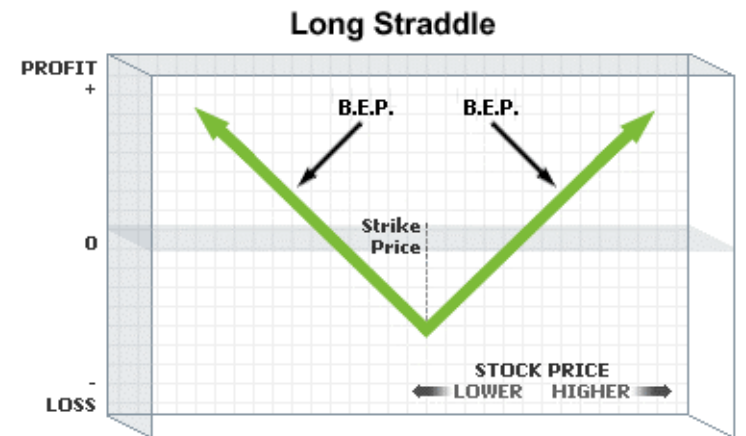 Long Straddle
PROFIT
+
B.E.P.
B.E.P.
Strike
Price
0
STOCK PRICE
LOWER HIGHER
-
LOSS